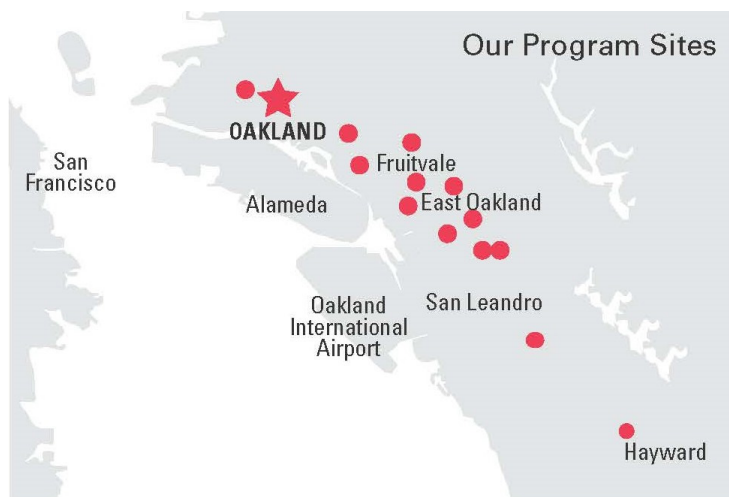 Our Program Sites
OAKLAND
San
Francisco
Fruitvale
Alameda
East Oakland
Oakland
International
Airport
San Leandro
Hayward